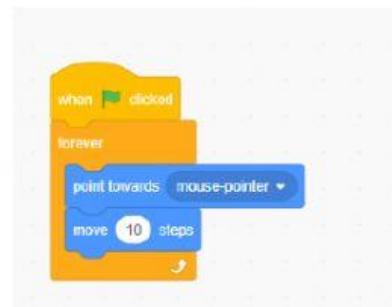 when clicked
forever
point towards mouse-pointer
move 10 steps